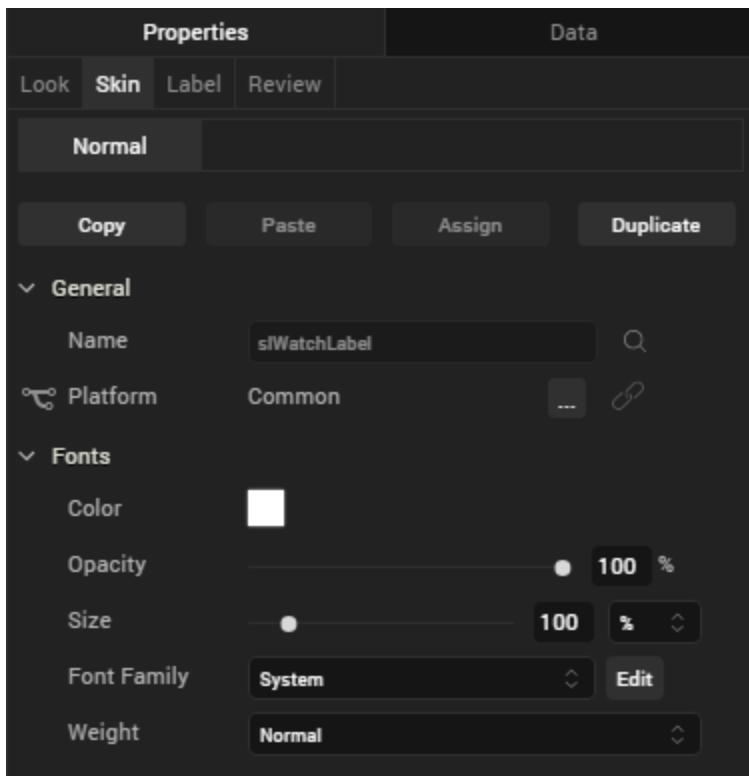 Properties Data
Look Skin Label Review
Normal
Copy Paste Assign Duplicate
General
Name slWatchLabel
Platform Common ...
Fonts
Color
Opacity 100 %
Size 100 %
Font Family System Edit
Weight Normal